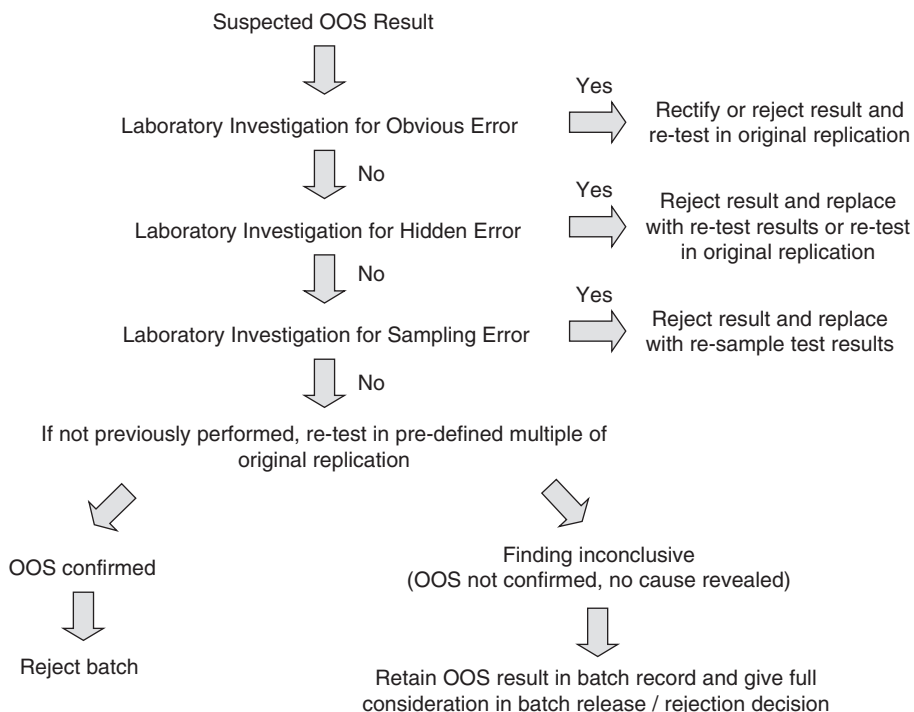 Suspected OOS Result
Laboratory Investigation for Obvious Error
Yes
Rectify or reject result and
re-test in original replication
No
Laboratory Investigation for Hidden Error
Yes
Reject result and replace
with re-test results or re-test
in original replication
No
Laboratory Investigation for Sampling Error
Yes
Reject result and replace
with re-sample test results
No
If not previously performed, re-test in pre-defined multiple of
original replication
OOS confirmed
Reject batch
Finding inconclusive
(OOS not confirmed, no cause revealed)
Retain OOS result in batch record and give full
consideration in batch release / rejection decision